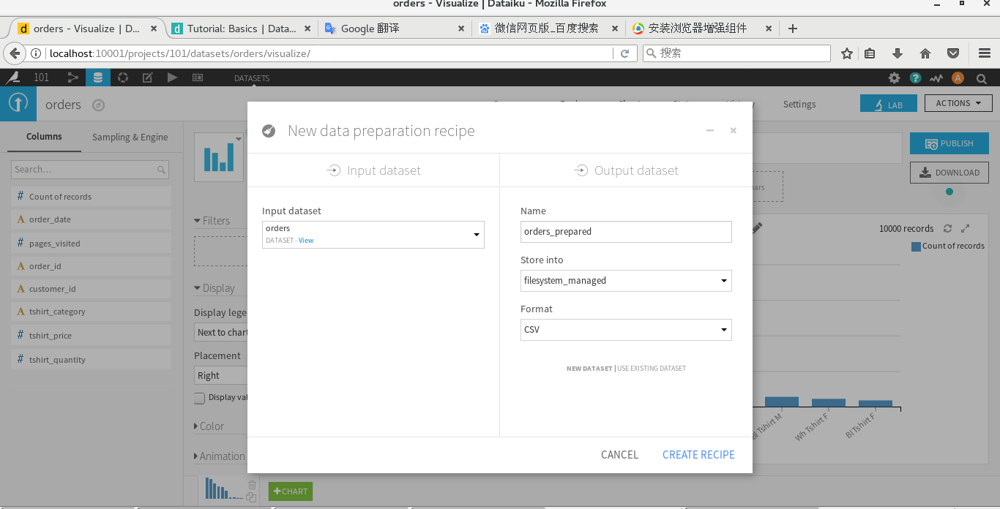 orders - Visualize | Dataiku - Mozilla Firefox
orders - Visualize | D...
Tutorial: Basics | Data...
Google 翻译
微信网页版_百度搜索
安装浏览器增强组件
localhost:10001/projects/101/datasets/orders/visualize/
搜索
101
DATASETS
A
orders
Settings
LAB
ACTIONS
Columns
Sampling & Engine
Search...
# Count of records
A order_date
# pages_visited
A order_id
A customer_id
A tshirt_category
# tshirt_price
# tshirt_quantity
Filters
Display
Display lege
Next to chart
Placement
Right
Display val
Color
Animation
CHART
New data preparation recipe
Input dataset
Output dataset
Input dataset
orders
DATASET - View
Name
orders_prepared
Store into
filesystem_managed
Format
CSV
NEW DATASET | USE EXISTING DATASET
CANCEL
CREATE RECIPE
PUBLISH
DOWNLOAD
ars
10000 records
Count of records
Bl Tshirt M
Wh Tshirt F
Bl Tshirt F